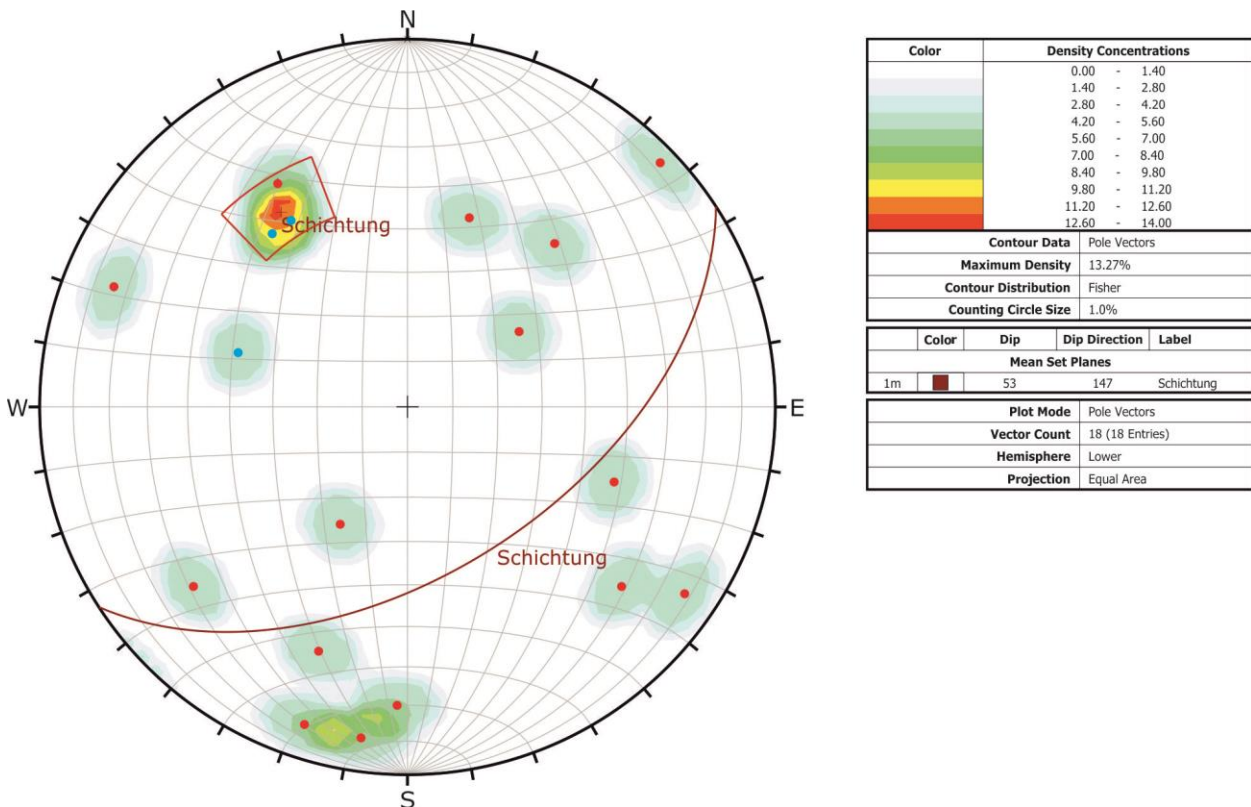 N
W
E
S
Schichtung
Schichtung
Color Density Concentrations
0.00 - 1.40
1.40 - 2.80
2.80 - 4.20
4.20 - 5.60
5.60 - 7.00
7.00 - 8.40
8.40 - 9.80
9.80 - 11.20
11.20 - 12.60
12.60 - 14.00
Contour Data Pole Vectors
Maximum Density 13.27%
Contour Distribution Fisher
Counting Circle Size 1.0%
Color Dip Dip Direction Label
Mean Set Planes
1m 53 147 Schichtung
Plot Mode Pole Vectors
Vector Count 18 (18 Entries)
Hemisphere Lower
Projection Equal Area